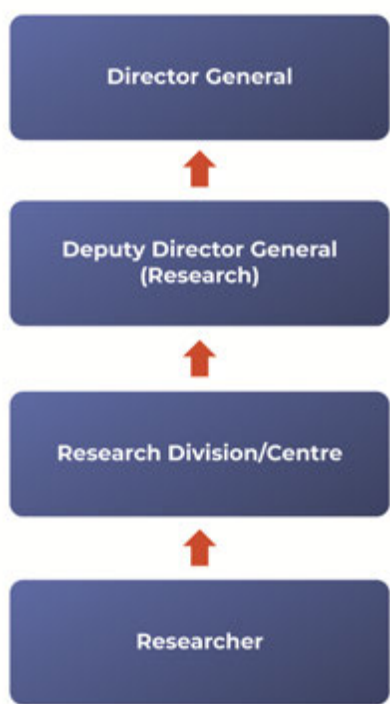 Director General
Deputy Director General
(Research)
Research Division/Centre
Researcher